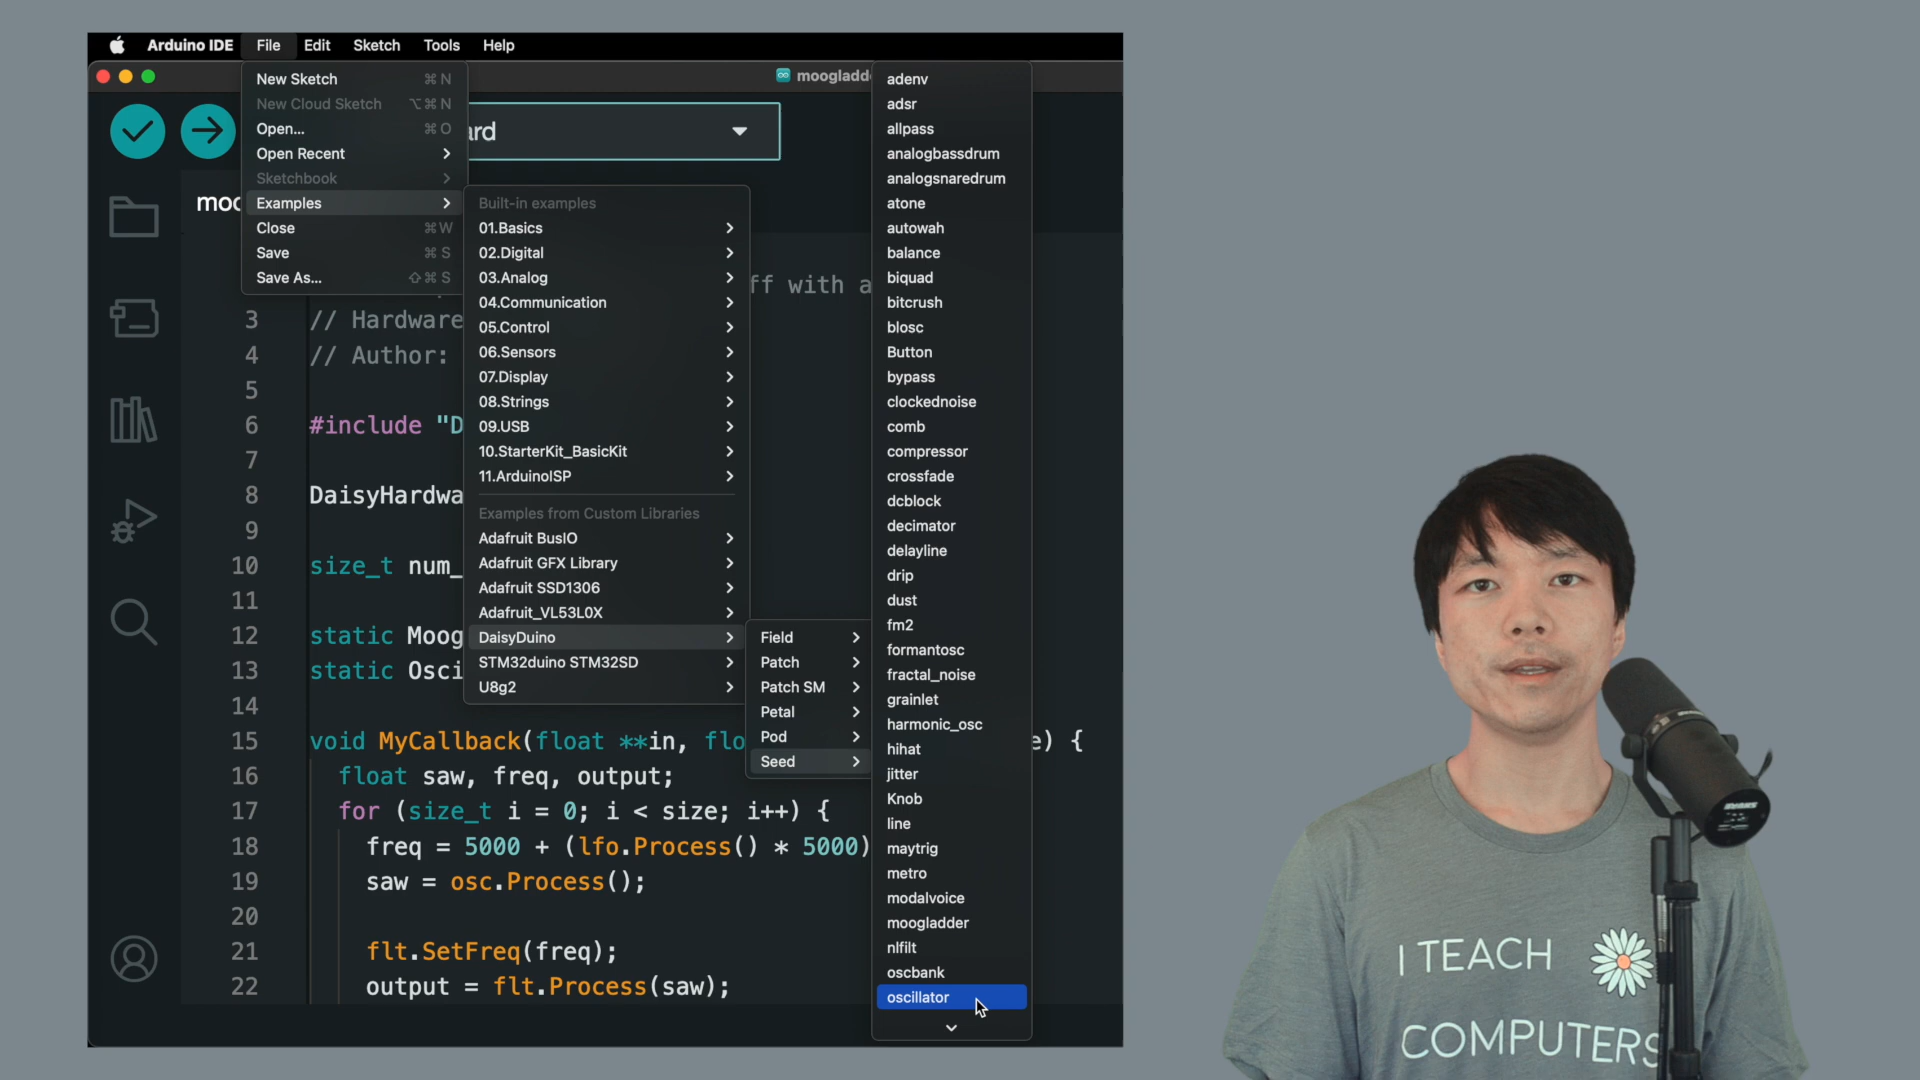 Arduino IDE File Edit Sketch Tools Help
moogladde
New Sketch ⌘ N
New Cloud Sketch ⌥ ⌘ N
Open... ⌘ O
Open Recent
Sketchbook
Examples
Close ⌘ W
Save ⌘ S
Save As... ⇧ ⌘ S
ard
moo
Built-in examples
01.Basics
02.Digital
03.Analog
04.Communication
05.Control
06.Sensors
07.Display
08.Strings
09.USB
10.StarterKit_BasicKit
11.ArduinoISP
Examples from Custom Libraries
Adafruit BusIO
Adafruit GFX Library
Adafruit SSD1306
Adafruit_VL53L0X
DaisyDuino
STM32duino STM32SD
U8g2
Field
Patch
Patch SM
Petal
Pod
Seed
adenv
adsr
allpass
analogbassdrum
analogsnaredrum
atone
autowah
balance
biquad
bitcrush
blosc
Button
bypass
clockednoise
comb
compressor
crossfade
dcblock
decimator
delayline
drip
dust
fm2
formantosc
fractal_noise
grainlet
harmonic_osc
hihat
jitter
Knob
line
maytrig
metro
modalvoice
moogladder
nlfilt
oscbank
oscillator
ff with a
3 // Hardware
4 // Author:
5
6 #include "D
7
8 DaisyHardwa
9
10 size_t num_
11
12 static Moog
13 static Osci
14
15 void MyCallback(float **in, flo e) {
16 float saw, freq, output;
17 for (size_t i = 0; i < size; i++) {
18 freq = 5000 + (lfo.Process() * 5000)
19 saw = osc.Process();
20
21 flt.SetFreq(freq);
22 output = flt.Process(saw);
I TEACH
COMPUTERS